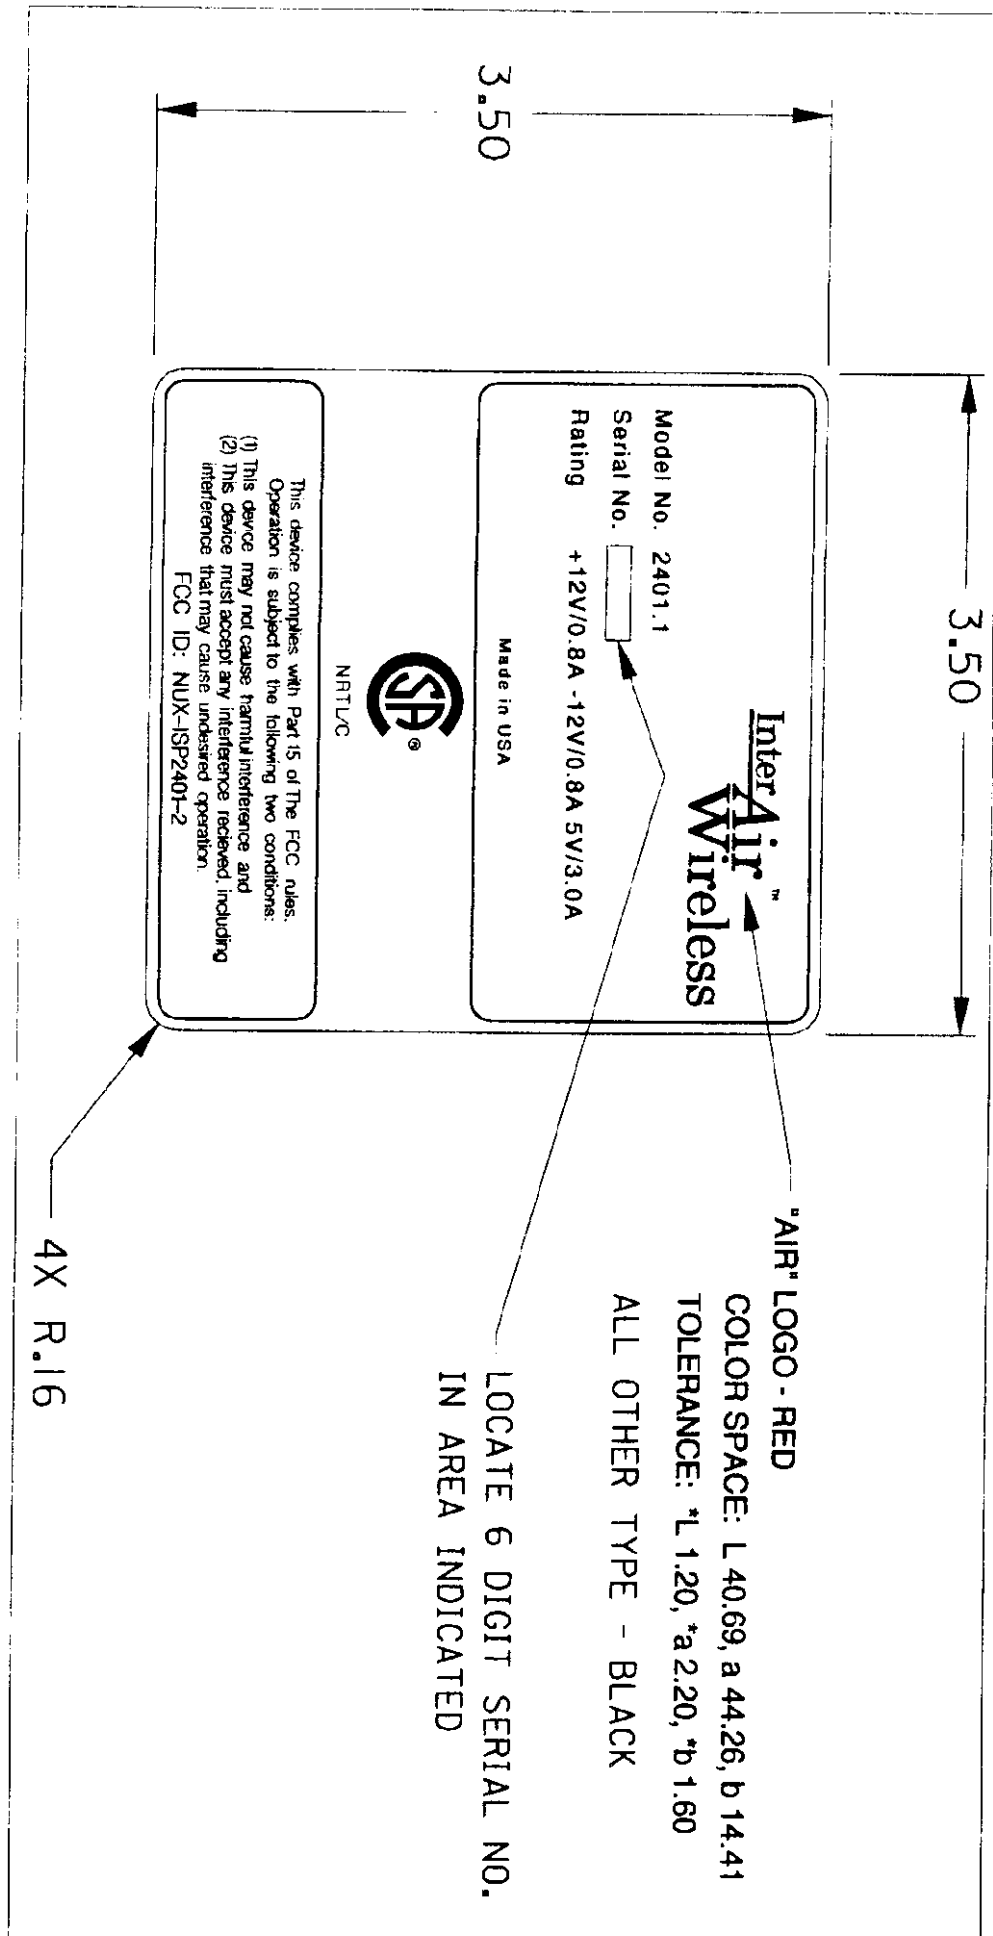 3.50
3.50
Inter Air ™
Wireless
Model No. 2401.1
Serial No.
Rating +12V/0.8A -12V/0.8A 5V/3.0A
Made in USA
SA ®
NRTL/C
This device complies with Part 15 of The FCC rules.
Operation is subject to the following two conditions:
(1) This device may not cause harmful interference and
(2) This device must accept any interference recieved, including
interference that may cause undesired operation.
FCC ID: NUX-ISP2401-2
"AIR" LOGO - RED
COLOR SPACE: L 40.69, a 44.26, b 14.41
TOLERANCE: *L 1.20, *a 2.20, *b 1.60
ALL OTHER TYPE - BLACK
LOCATE 6 DIGIT SERIAL NO.
IN AREA INDICATED
4X R.16